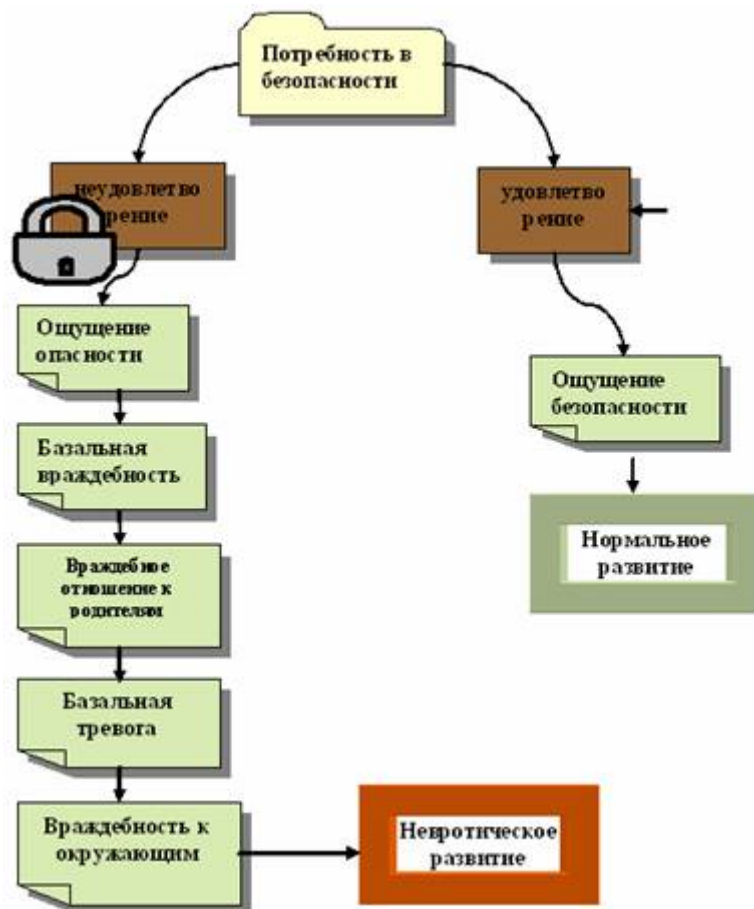 Потребность в
безопасности
неудовлетво
рение
удовлетво
рение
Ощущение
опасности
Ощущение
безопасности
Базальная
враждебность
Нормальное
развитие
Враждебное
отношение к
родителям
Базальная
тревога
Враждебность к
окружающим
Невротическое
развитие